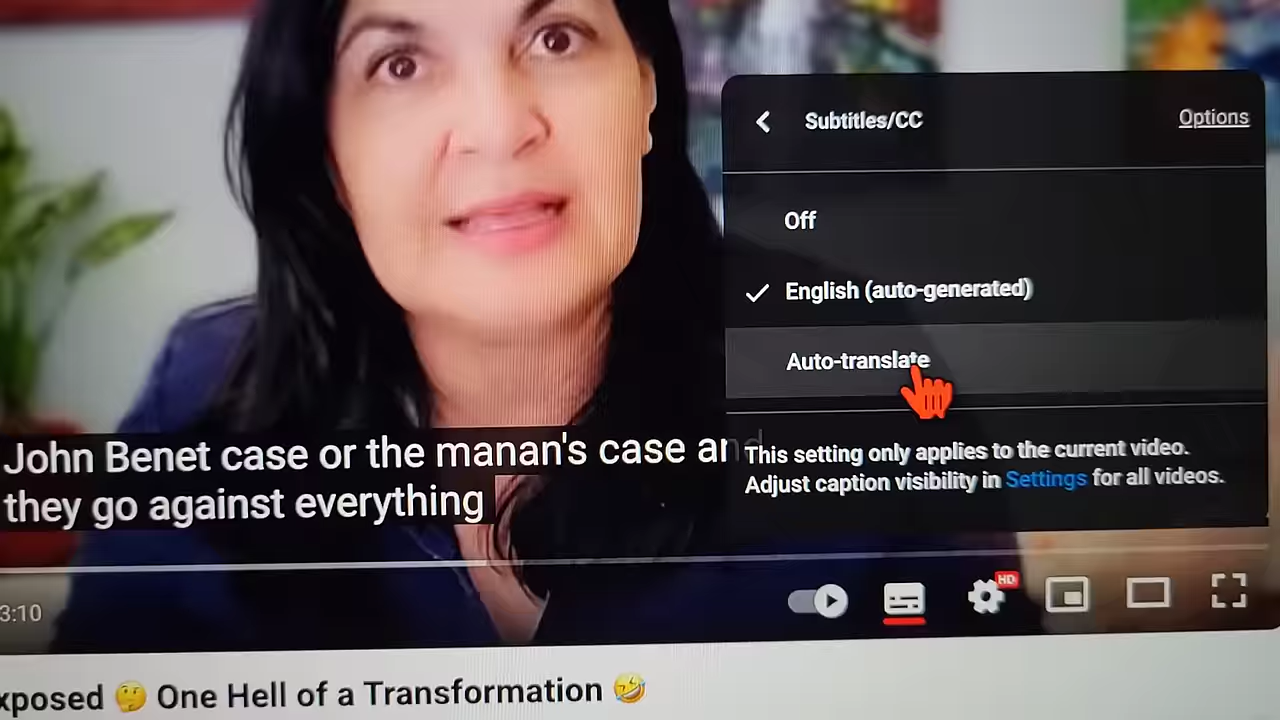 Subtitles/CC
Options
Off
English (auto-generated)
Auto-translate
This setting only applies to the current video.
Adjust caption visibility in Settings for all videos.
John Benet case or the manan's case and
they go against everything
3:10
HD
xposed 🤔 One Hell of a Transformation 🤣